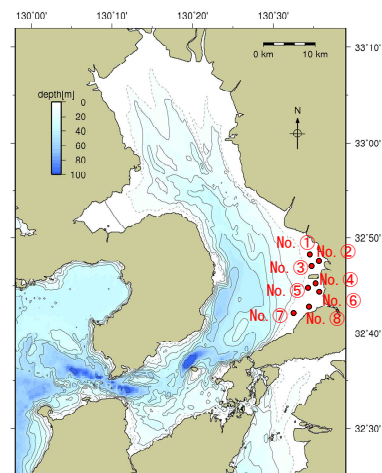 130°00' 130°10' 130°20' 130°30'
33°10'
0 km 10 km
depth[m]
0
20
40
60
80
100
N
33°00'
32°50'
No. ①
No. ②
No. ③
No. ④
No. ⑤
No. ⑥
No. ⑦
No. ⑧
32°40'
32°30'